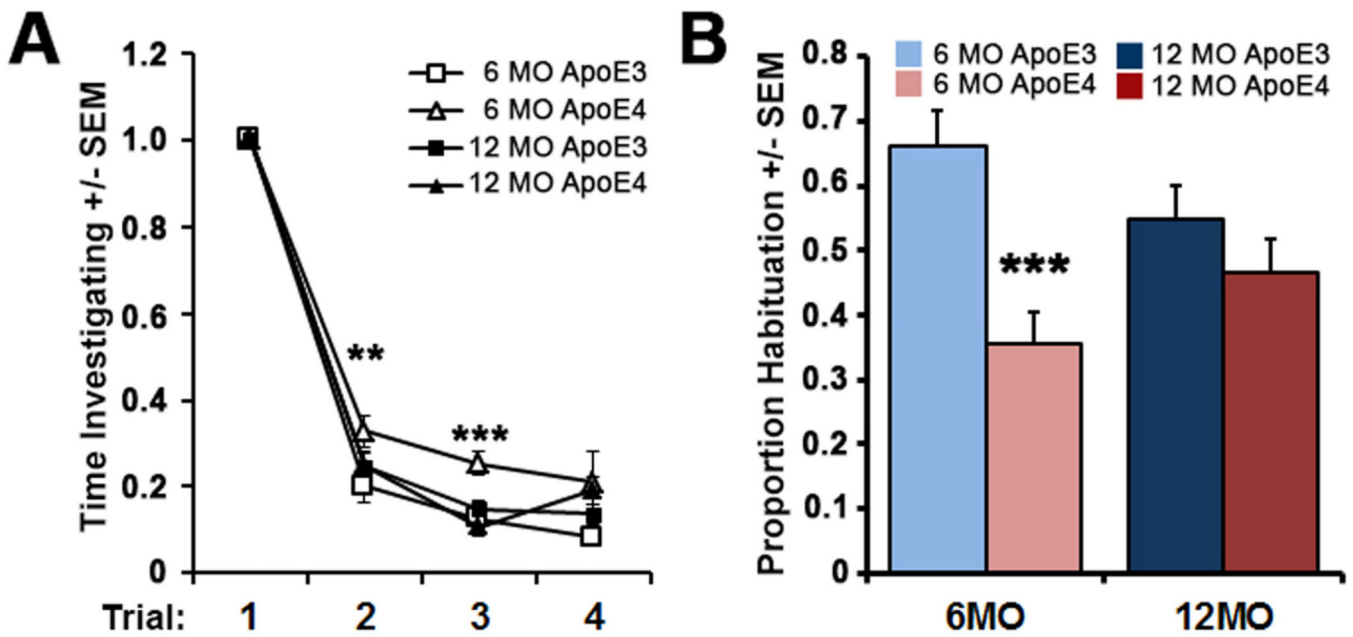 A
Time Investigating +/- SEM
1.2
1.0
0.8
0.6
0.4
0.2
0
6 MO ApoE3
6 MO ApoE4
12 MO ApoE3
12 MO ApoE4
**
***
Trial: 1 2 3 4
B
Proportion Habituation +/- SEM
0.8
0.7
0.6
0.5
0.4
0.3
0.2
0.1
0
6 MO ApoE3 12 MO ApoE3
6 MO ApoE4 12 MO ApoE4
***
6MO 12MO